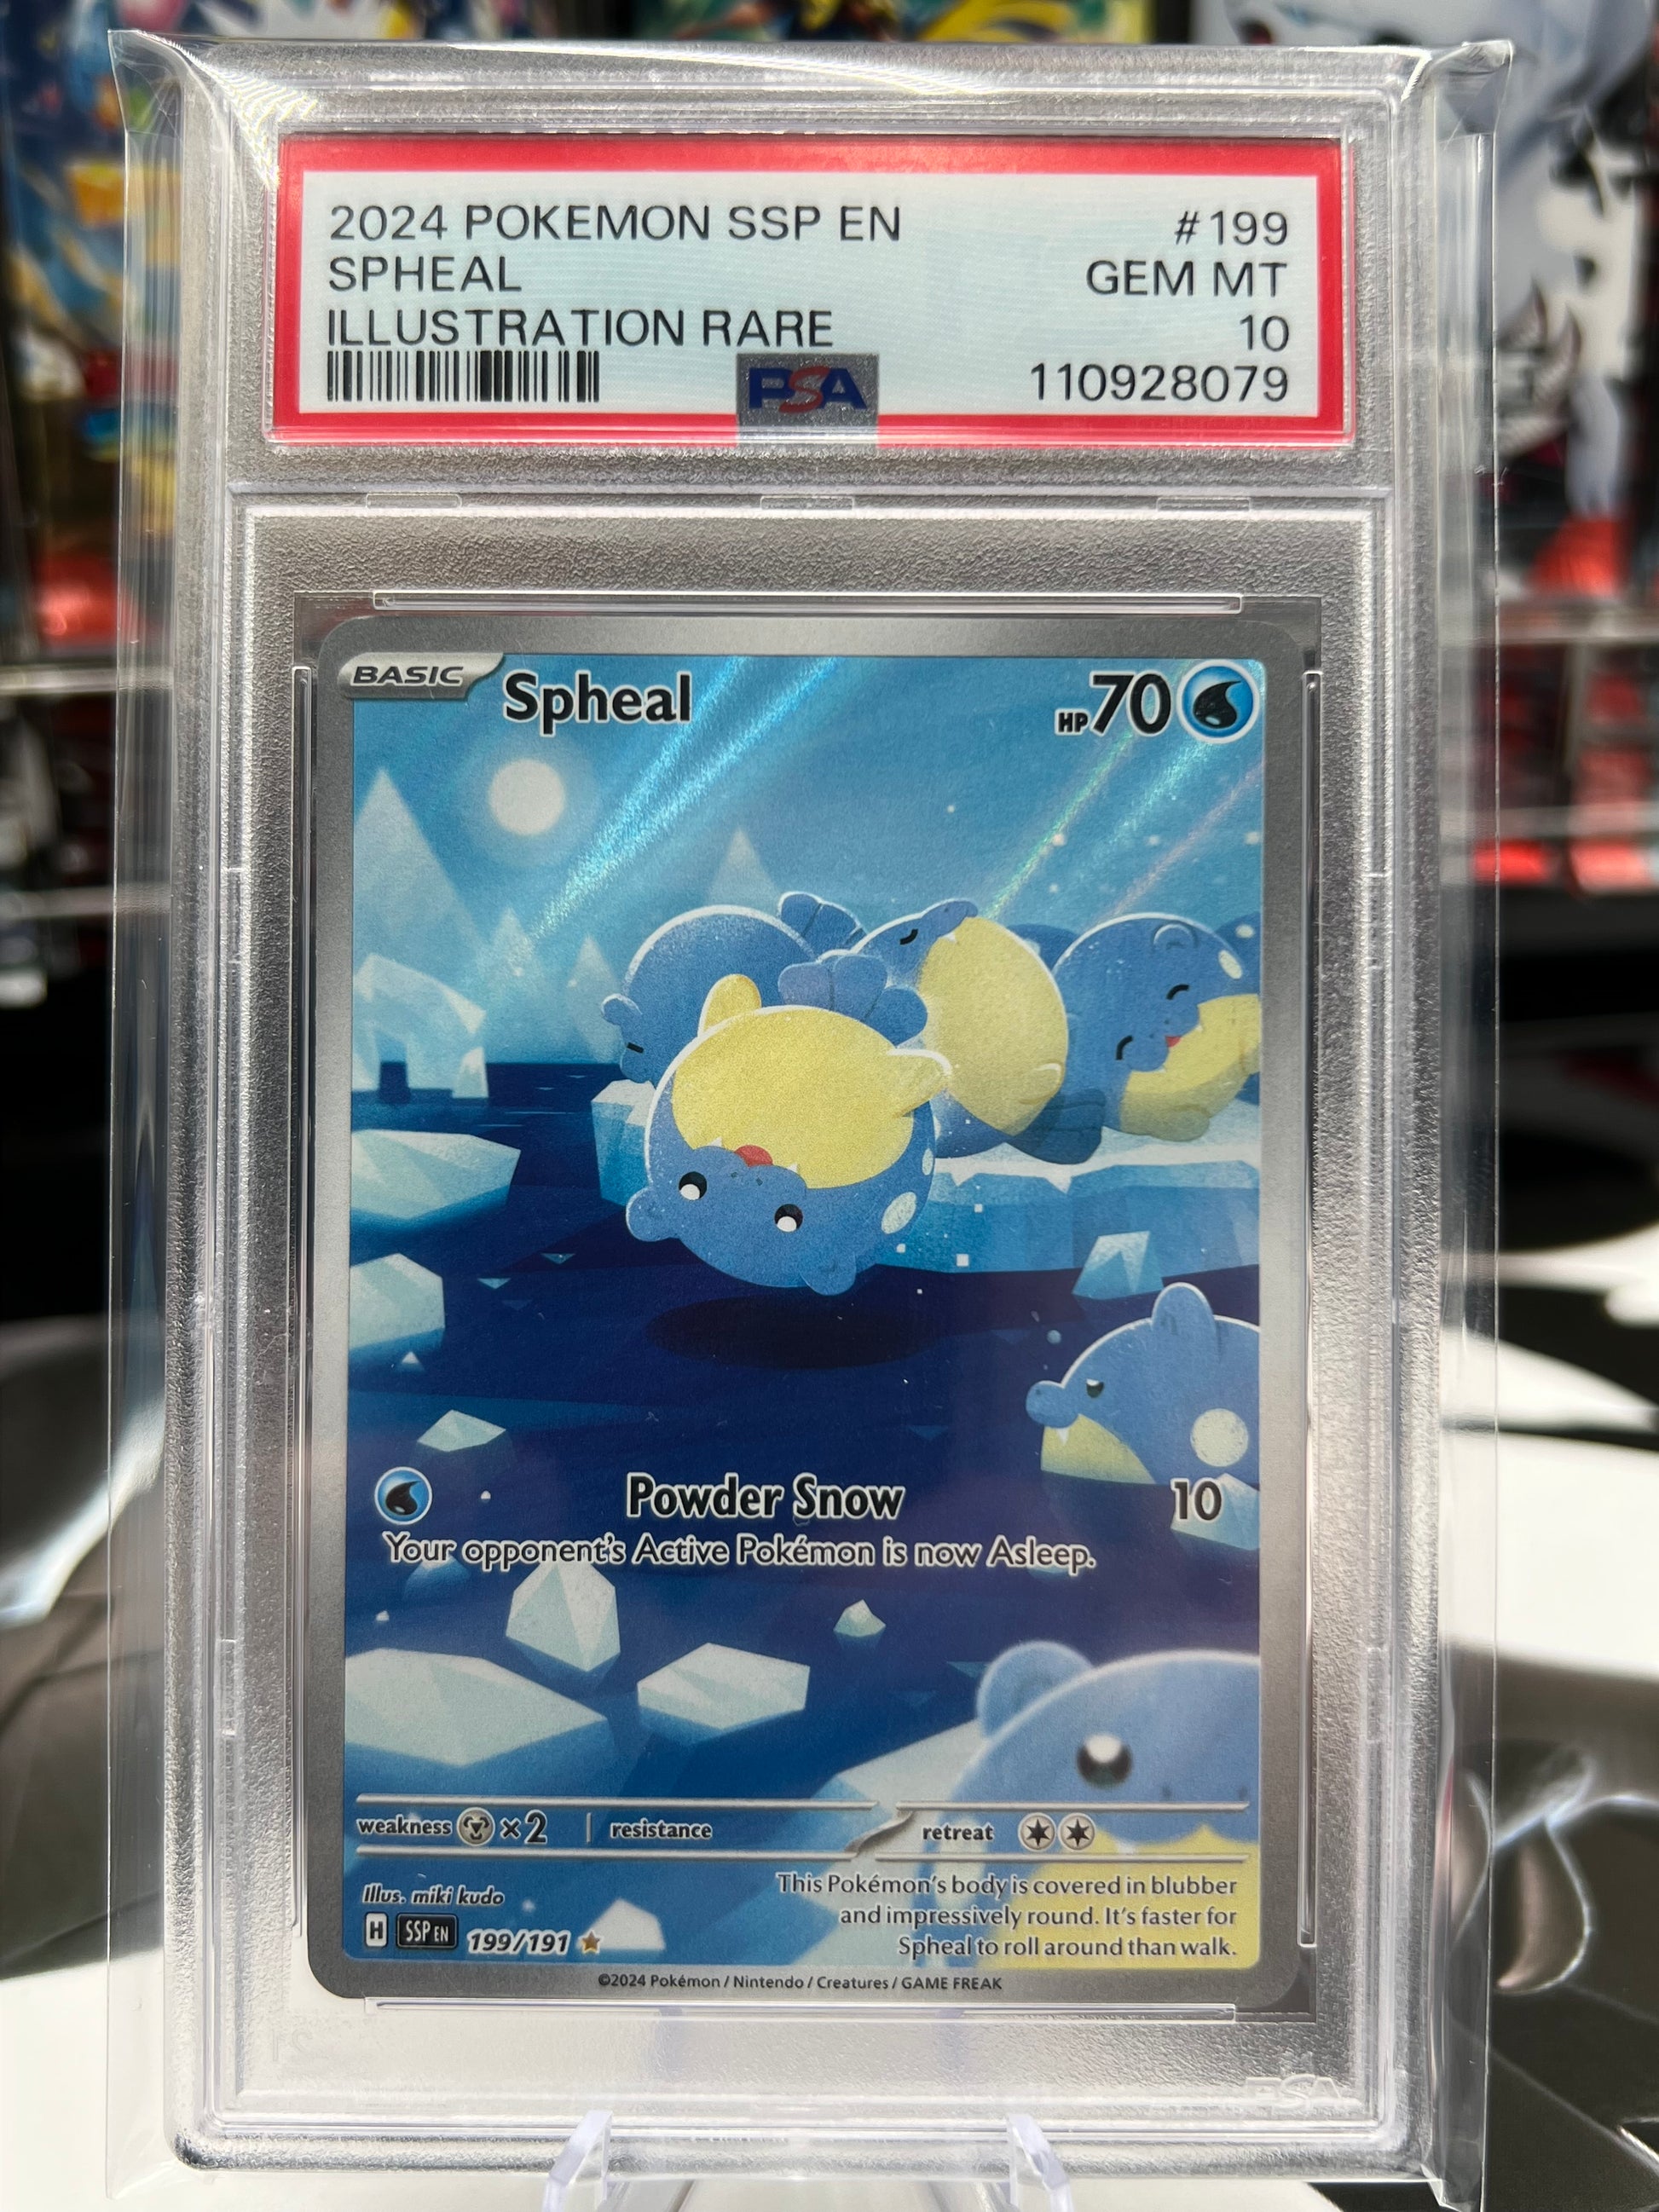 2024 POKEMON SSP EN #199
SPHEAL GEM MT
ILLUSTRATION RARE 10
PSA 110928079
BASIC Spheal HP 70
Powder Snow 10
Your opponent's Active Pokémon is now Asleep.
weakness ×2 resistance retreat
Illus. miki kudo
H SSP EN 199/191
This Pokémon's body is covered in blubber
and impressively round. It's faster for
Spheal to roll around than walk.
©2024 Pokémon / Nintendo / Creatures / GAME FREAK
PSA